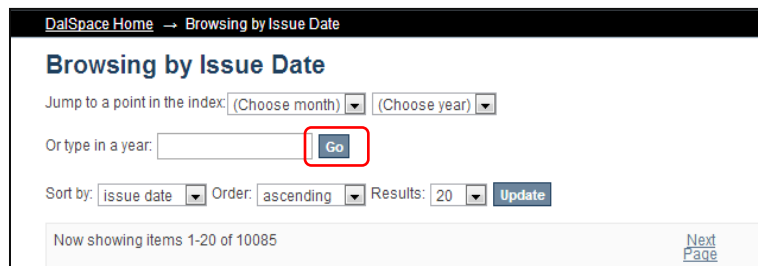 DalSpace Home → Browsing by Issue Date
Browsing by Issue Date
Jump to a point in the index: (Choose month) (Choose year)
Or type in a year: Go
Sort by: issue date Order: ascending Results: 20 Update
Now showing items 1-20 of 10085 Next
Page